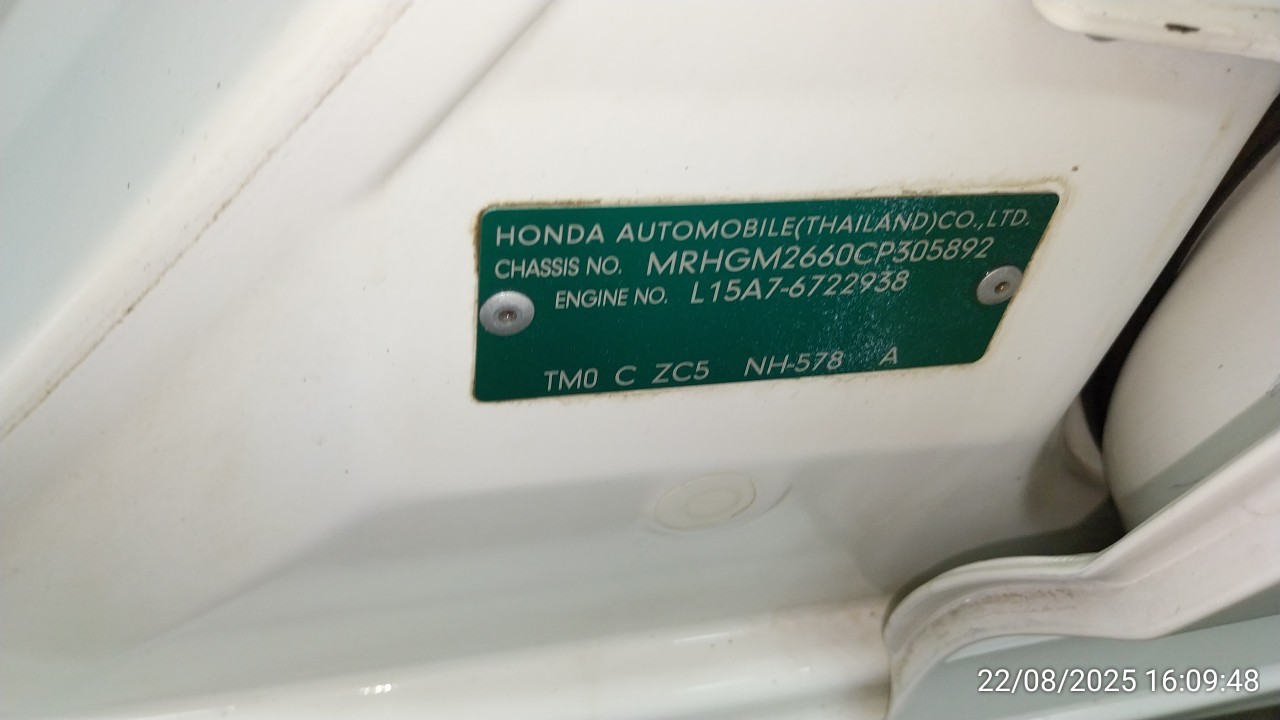 HONDA AUTOMOBILE(THAILAND)CO.,LTD.
CHASSIS NO. MRHGM2660CP305892
ENGINE NO. L15A7-6722938
TM0 C ZC5 NH-578 A
22/08/2025 16:09:48